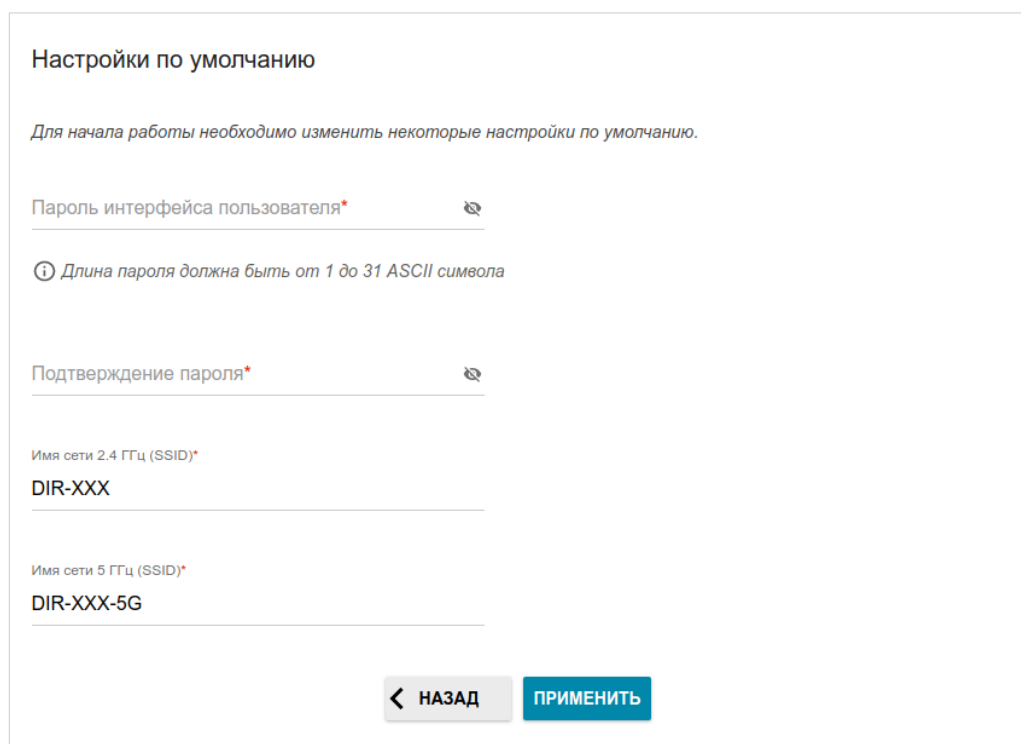 Настройки по умолчанию
Для начала работы необходимо изменить некоторые настройки по умолчанию.
Пароль интерфейса пользователя*
Длина пароля должна быть от 1 до 31 ASCII символа
Подтверждение пароля*
Имя сети 2.4 ГГц (SSID)*
DIR-XXX
Имя сети 5 ГГц (SSID)*
DIR-XXX-5G
НАЗАД ПРИМЕНИТЬ